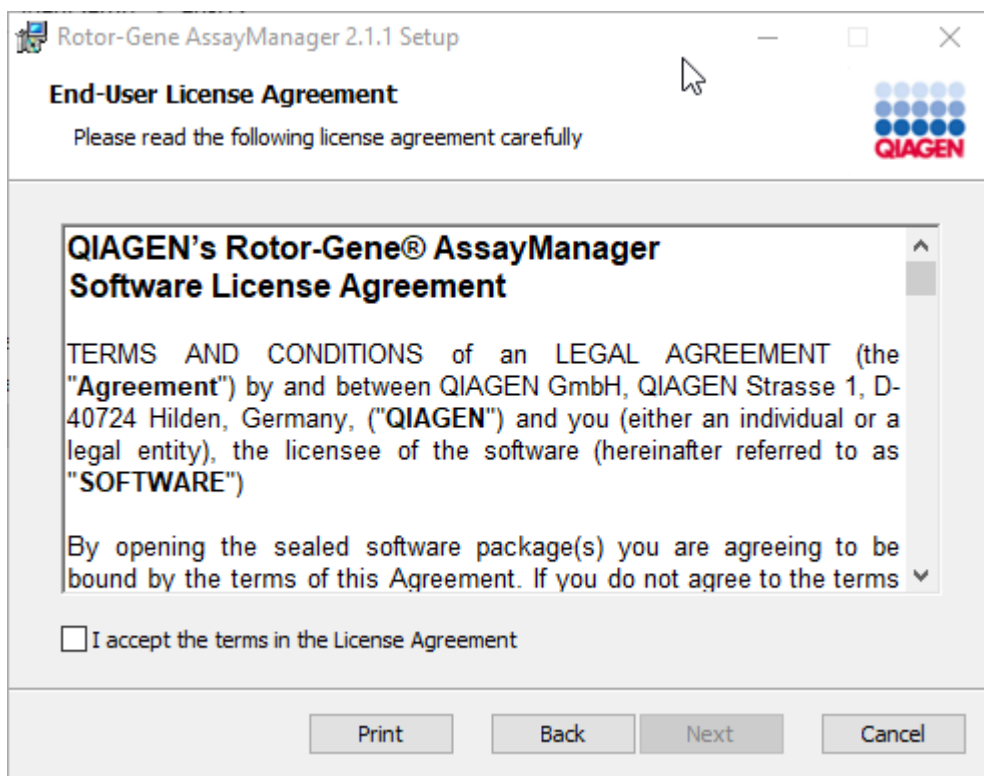 Rotor-Gene AssayManager 2.1.1 Setup
End-User License Agreement
Please read the following license agreement carefully
QIAGEN
QIAGEN’s Rotor-Gene® AssayManager
Software License Agreement
TERMS AND CONDITIONS of an LEGAL AGREEMENT (the
"Agreement") by and between QIAGEN GmbH, QIAGEN Strasse 1, D-
40724 Hilden, Germany, ("QIAGEN") and you (either an individual or a
legal entity), the licensee of the software (hereinafter referred to as
"SOFTWARE")
By opening the sealed software package(s) you are agreeing to be
bound by the terms of this Agreement. If you do not agree to the terms
I accept the terms in the License Agreement
Print
Back
Next
Cancel